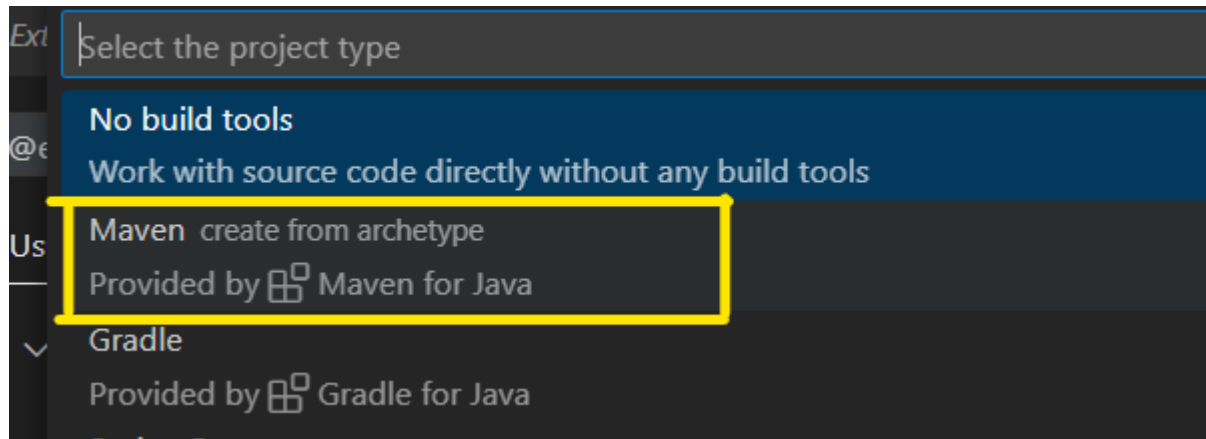 Ext
Select the project type
No build tools
@e
Work with source code directly without any build tools
Maven create from archetype
Us
Provided by Maven for Java
Gradle
Provided by Gradle for Java